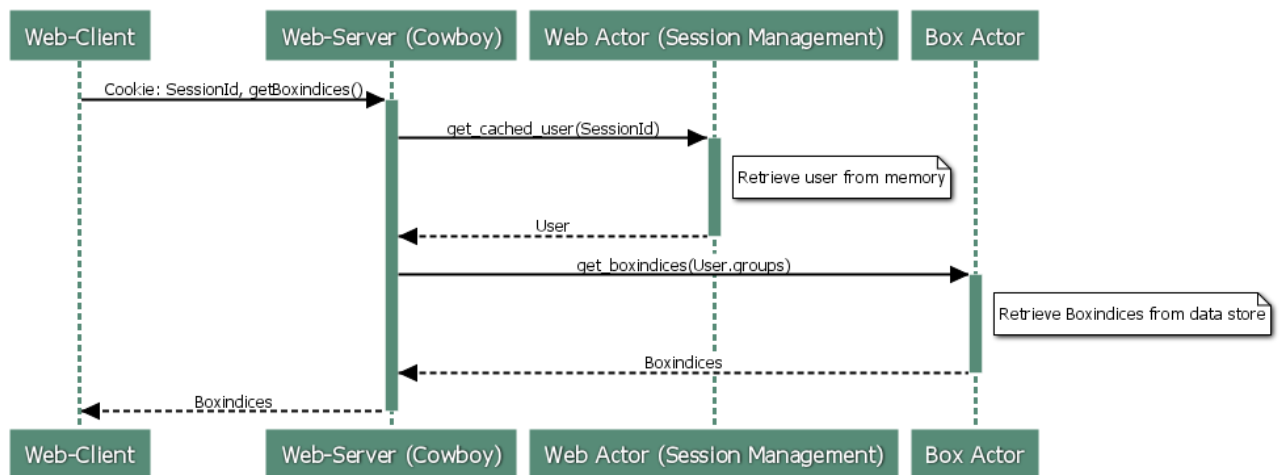 Web-Client
Web-Server (Cowboy)
Web Actor (Session Management)
Box Actor
Cookie: SessionId, getBoxindices()
get_cached_user(SessionId)
Retrieve user from memory
User
get_boxindices(User.groups)
Retrieve Boxindices from data store
Boxindices
Boxindices
Web-Client
Web-Server (Cowboy)
Web Actor (Session Management)
Box Actor